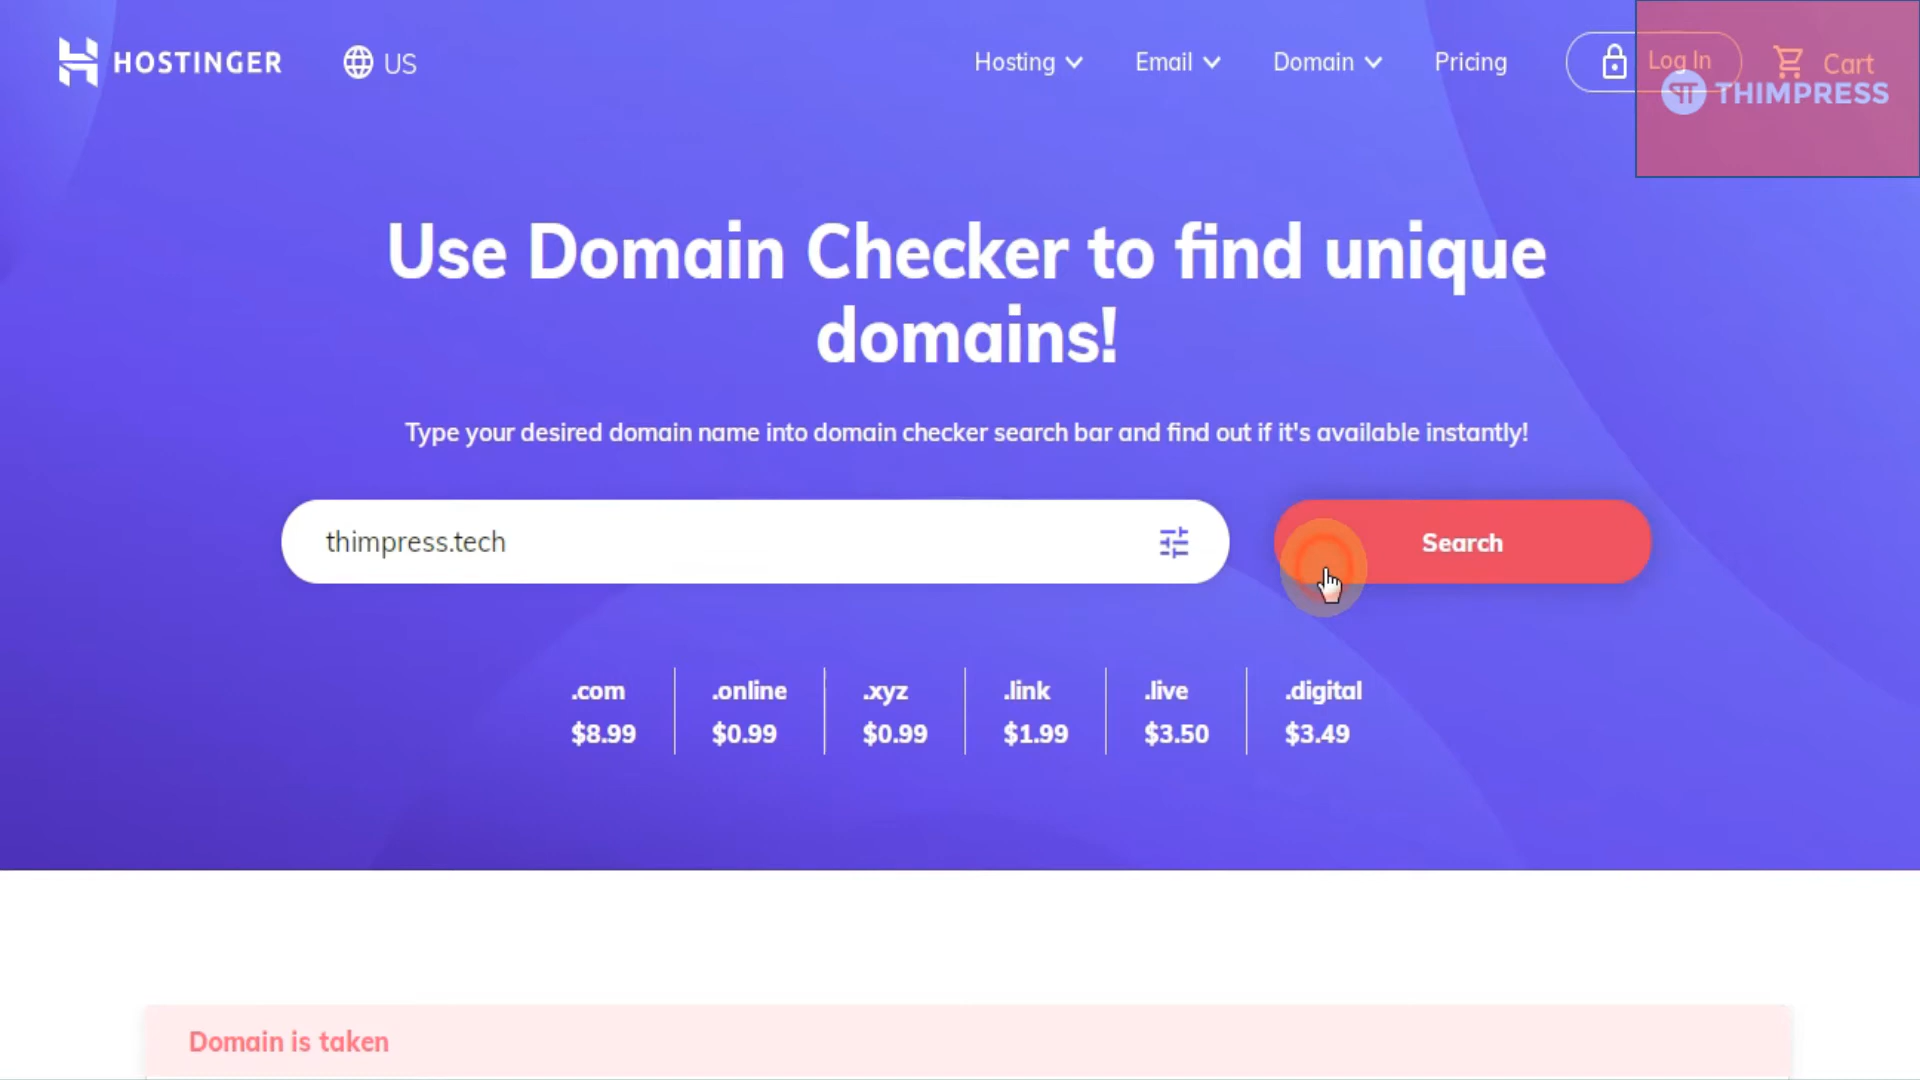 HOSTINGER US Hosting Email Domain Pricing Log In Cart
THIMPRESS
Use Domain Checker to find unique
domains!
Type your desired domain name into domain checker search bar and find out if it's available instantly!
thimpress.tech Search
.com .online .xyz .link .live .digital
$8.99 $0.99 $0.99 $1.99 $3.50 $3.49
Domain is taken